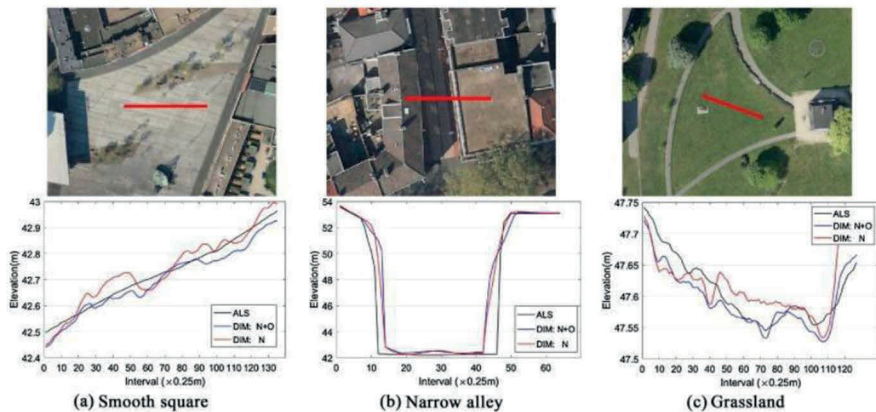 43
42.9
42.8
42.7
42.6
42.5
42.4
Elevation(m)
ALS
DIM: N+O
DIM: N
0 10 20 30 40 50 60 70 80 90 100 110 120 130
Interval (×0.25m)
(a) Smooth square
54
52
50
48
46
44
42
Elevation(m)
ALS
DIM: N+O
DIM: N
0 10 20 30 40 50 60 70
Interval (×0.25m)
(b) Narrow alley
47.75
47.7
47.65
47.6
47.55
47.5
Elevation(m)
ALS
DIM: N+O
DIM: N
0 10 20 30 40 50 60 70 80 90 100 110 120
Interval (×0.25m)
(c) Grassland